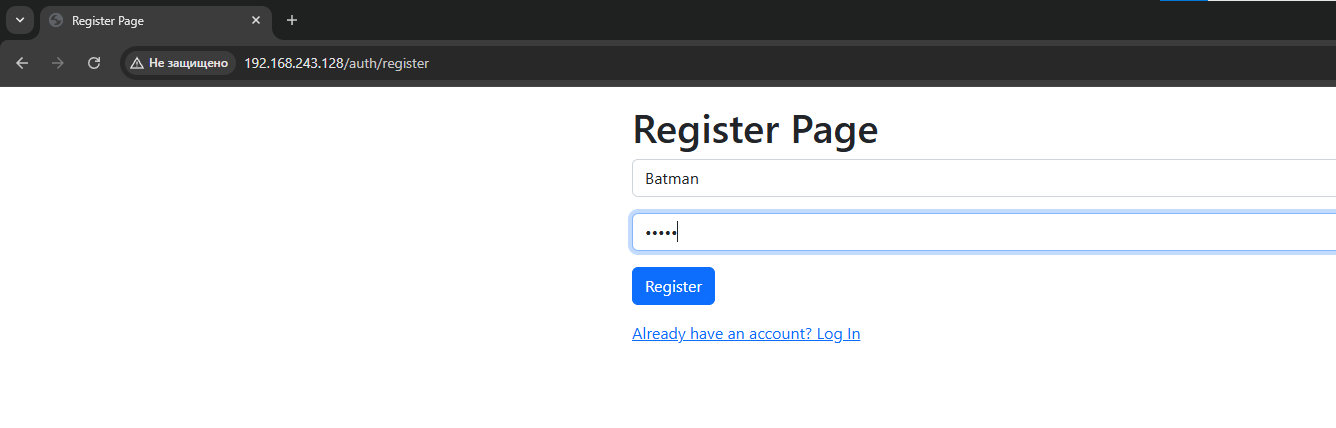 Register Page
Не защищено 192.168.243.128/auth/register
Register Page
Batman
•••••
Register
Already have an account? Log In